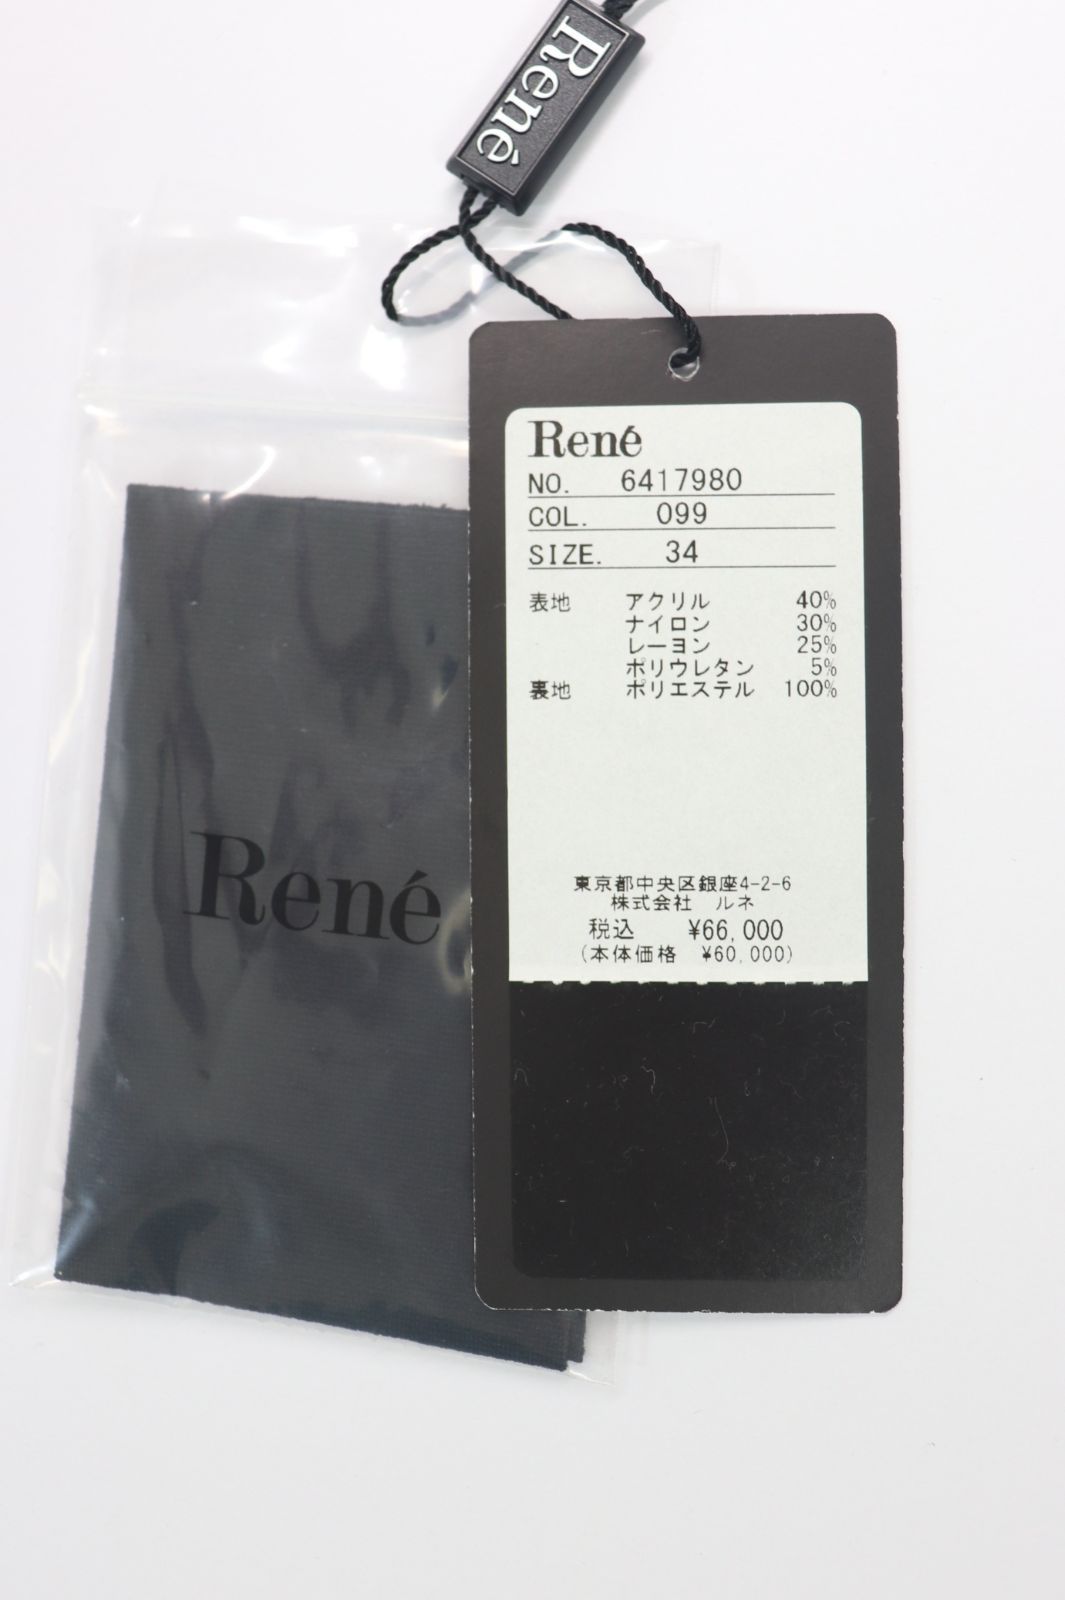 René
René
NO. 6417980
COL. 099
SIZE. 34
表地 アクリル 40%
ナイロン 30%
レーヨン 25%
ポリウレタン 5%
裏地 ポリエステル 100%
東京都中央区銀座4-2-6
株式会社 ルネ
税込 ¥66,000
(本体価格 ¥60,000)
René